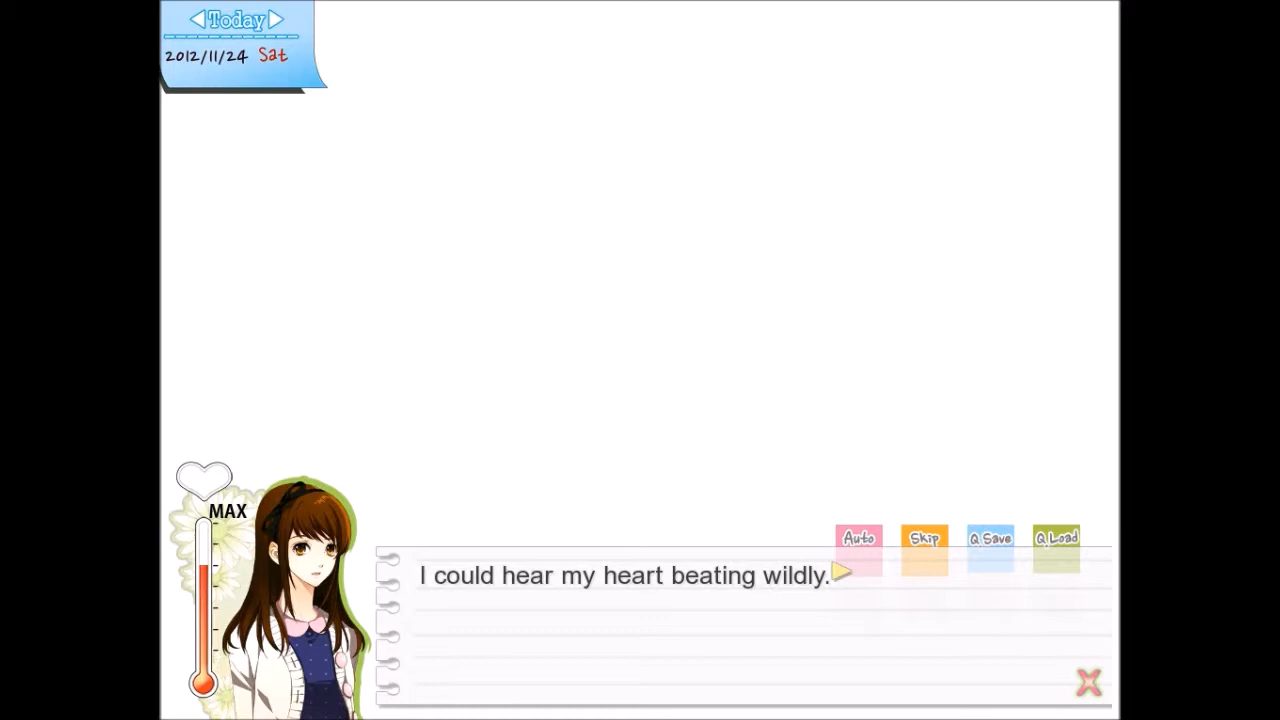 Today
2012/11/24 Sat
MAX
Auto
Skip
Q.Save
Q.Load
I could hear my heart beating wildly.